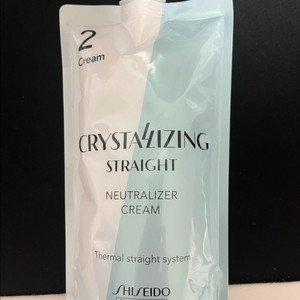 2
Cream
CRYSTALLIZING
STRAIGHT
NEUTRALIZER
CREAM
Thermal straight system
SHISEIDO